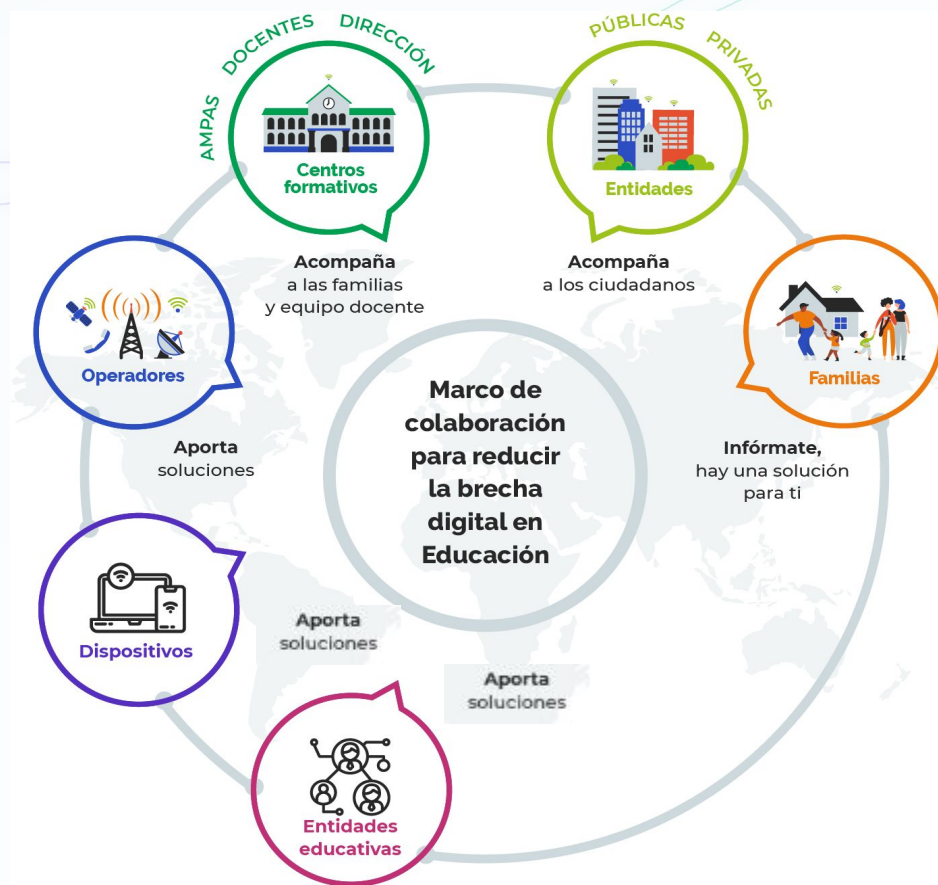 AMPAS DOCENTES DIRECCIÓN
PÚBLICAS PRIVADAS
Centros
formativos
Entidades
Acompaña
a las familias
y equipo docente
Acompaña
a los ciudadanos
Operadores
Familias
Aporta
soluciones
Marco de
colaboración
para reducir
la brecha
digital en
Educación
Infórmate,
hay una solución
para ti
Dispositivos
Aporta
soluciones
Aporta
soluciones
Entidades
educativas